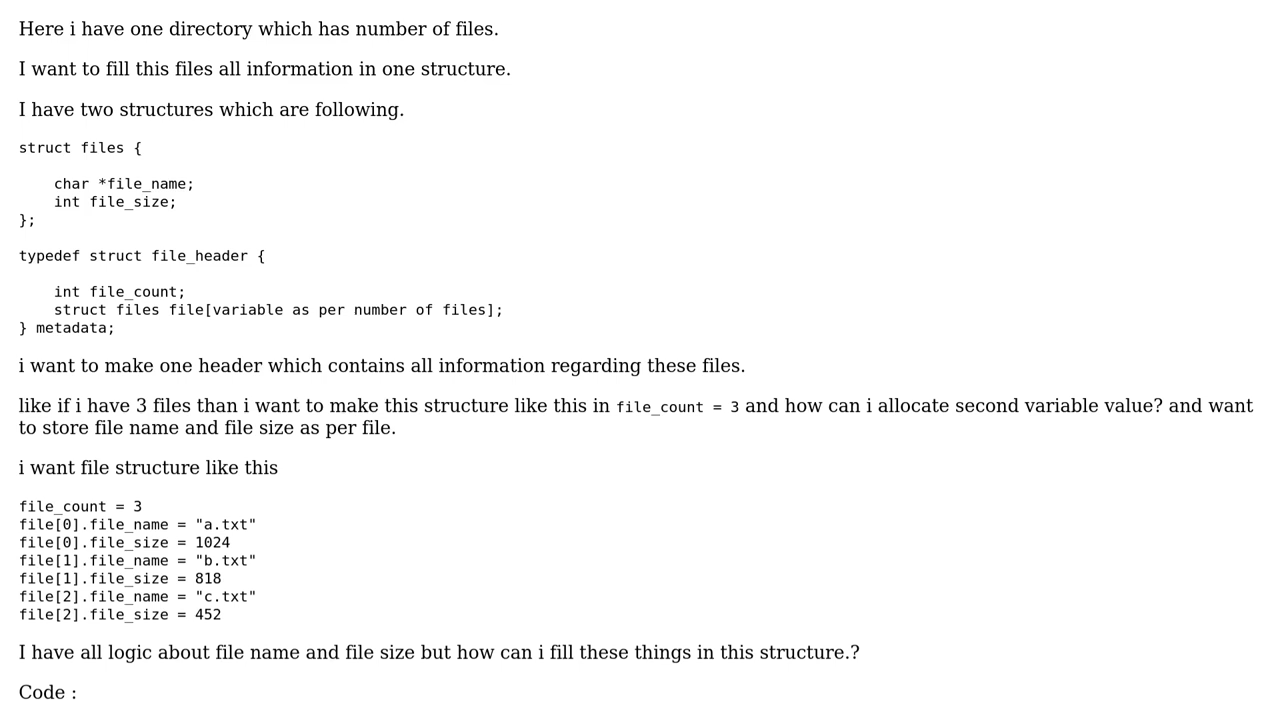 Here i have one directory which has number of files.
I want to fill this files all information in one structure.
I have two structures which are following.
struct files {
    char *file_name;
    int file_size;
};
typedef struct file_header {
    int file_count;
    struct files file[variable as per number of files];
} metadata;
i want to make one header which contains all information regarding these files.
like if i have 3 files than i want to make this structure like this in file_count = 3 and how can i allocate second variable value? and want
to store file name and file size as per file.
i want file structure like this
file_count = 3
file[0].file_name = "a.txt"
file[0].file_size = 1024
file[1].file_name = "b.txt"
file[1].file_size = 818
file[2].file_name = "c.txt"
file[2].file_size = 452
I have all logic about file name and file size but how can i fill these things in this structure.?
Code :